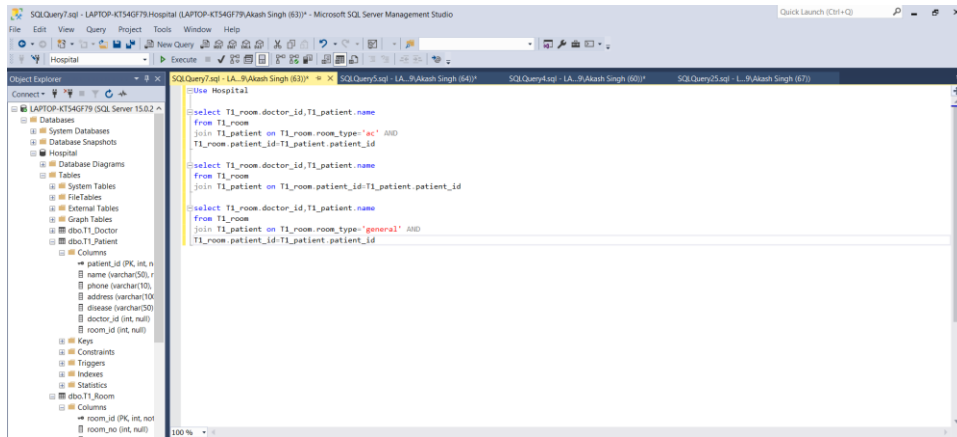 SQLQuery7.sql - LAPTOP-KT54GF79.Hospital (LAPTOP-KT54GF79\Akash Singh (63))* - Microsoft SQL Server Management Studio
Quick Launch (Ctrl+Q)
File Edit View Query Project Tools Window Help
New Query
Hospital
Execute
Object Explorer
SQLQuery7.sql - LA...9\Akash Singh (63))*
SQLQuery5.sql - LA...9\Akash Singh (64))*
SQLQuery4.sql - LA...9\Akash Singh (60))*
SQLQuery25.sql - L...9\Akash Singh (67))
Connect
LAPTOP-KT54GF79 (SQL Server 15.0.2
Databases
System Databases
Database Snapshots
Hospital
Database Diagrams
Tables
System Tables
FileTables
External Tables
Graph Tables
dbo.T1_Doctor
dbo.T1_Patient
Columns
patient_id (PK, int, n
name (varchar(50), r
phone (varchar(10),
address (varchar(100
disease (varchar(50)
doctor_id (int, null)
room_id (int, null)
Keys
Constraints
Triggers
Indexes
Statistics
dbo.T1_Room
Columns
room_id (PK, int, not
room_no (int, null)
Use Hospital
select T1_room.doctor_id,T1_patient.name
from T1_room
join T1_patient on T1_room.room_type='ac' AND
T1_room.patient_id=T1_patient.patient_id
select T1_room.doctor_id,T1_patient.name
from T1_room
join T1_patient on T1_room.patient_id=T1_patient.patient_id
select T1_room.doctor_id,T1_patient.name
from T1_room
join T1_patient on T1_room.room_type='general' AND
T1_room.patient_id=T1_patient.patient_id
100 %